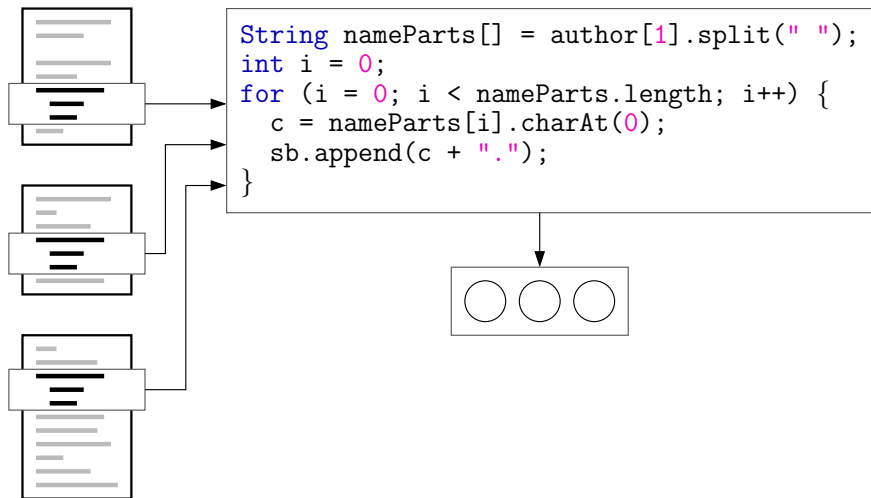 String nameParts[] = author[1].split(" ");
int i = 0;
for (i = 0; i < nameParts.length; i++) {
  c = nameParts[i].charAt(0);
  sb.append(c + ".");
}